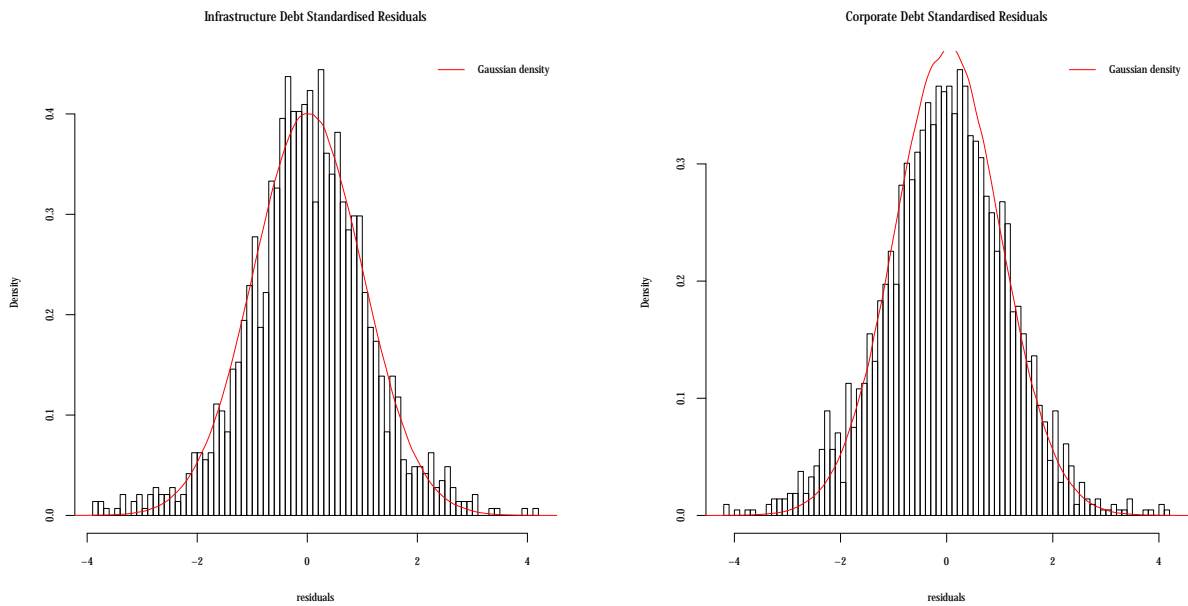 Infrastructure Debt Standardised Residuals
Gaussian density
Density
0.0
0.1
0.2
0.3
0.4
−4
−2
0
2
4
residuals
Corporate Debt Standardised Residuals
Gaussian density
Density
0.0
0.1
0.2
0.3
−4
−2
0
2
4
residuals